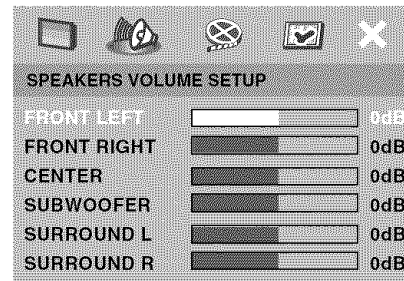 SPEAKERS VOLUME SETUP
FRONT LEFT 0dB
FRONT RIGHT 0dB
CENTER 0dB
SUBWOOFER 0dB
SURROUND L 0dB
SURROUND R 0dB